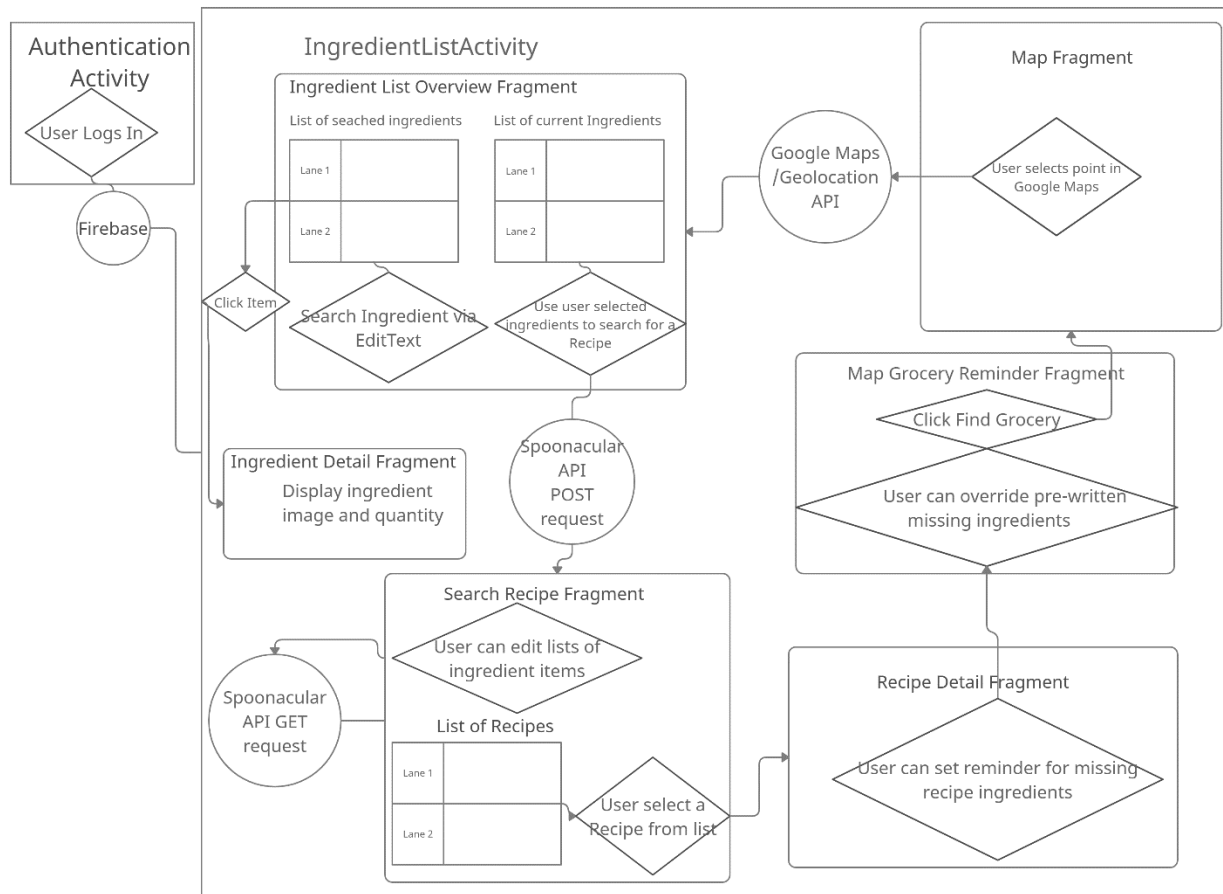 Authentication
Activity
User Logs In
Firebase
IngredientListActivity
Ingredient List Overview Fragment
List of seached ingredients
Lane 1
Lane 2
List of current Ingredients
Lane 1
Lane 2
Click Item
Search Ingredient via
EditText
Use user selected
ingredients to search for a
Recipe
Google Maps
/Geolocation
API
Map Fragment
User selects point in
Google Maps
Map Grocery Reminder Fragment
Click Find Grocery
User can override pre-written
missing ingredients
Ingredient Detail Fragment
Display ingredient
image and quantity
Spoonacular
API
POST
request
Search Recipe Fragment
User can edit lists of
ingredient items
Spoonacular
API GET
request
List of Recipes
Lane 1
Lane 2
User select a
Recipe from list
Recipe Detail Fragment
User can set reminder for missing
recipe ingredients